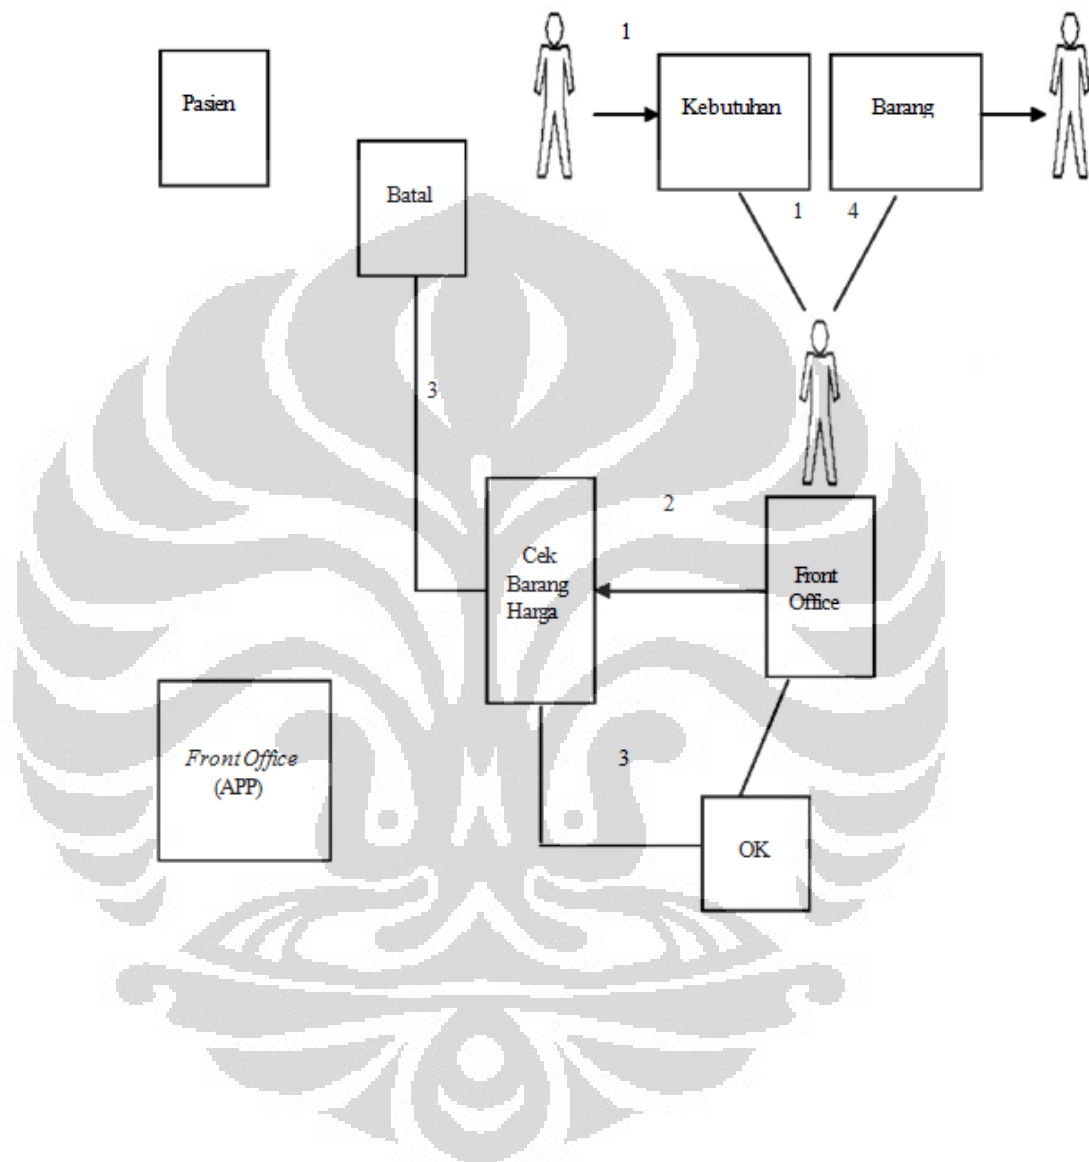 1
Pasien
Kebutuhan
Barang
Batal
1
4
3
2
Cek
Barang
Harga
Front
Office
Front Office
(APP)
3
OK